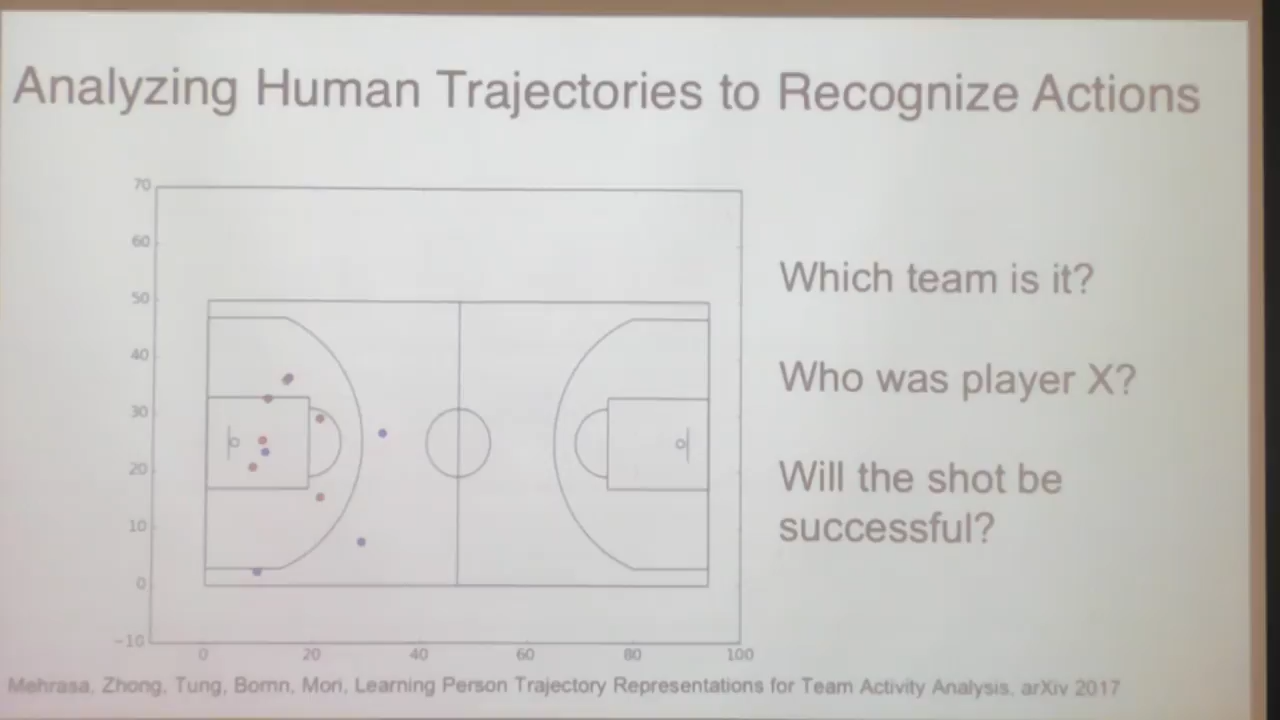 Analyzing Human Trajectories to Recognize Actions
70
60
50
40
30
20
10
0
−10
0 20 40 60 80 100
Which team is it?
Who was player X?
Will the shot be
successful?
Mehrasa, Zhong, Tung, Bornn, Mori, Learning Person Trajectory Representations for Team Activity Analysis, arXiv 2017